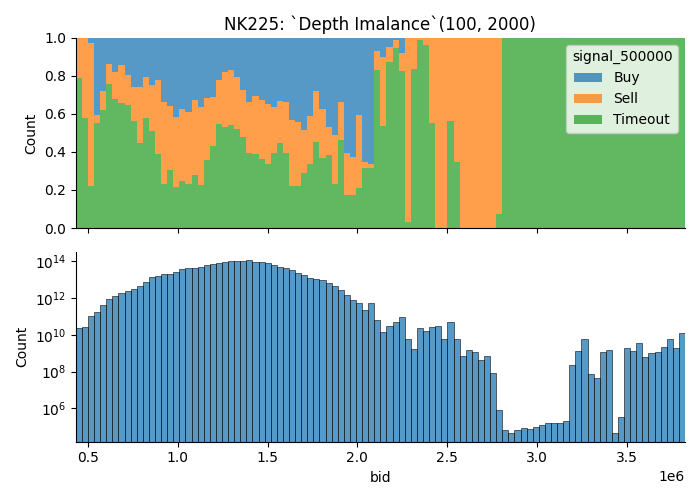 NK225: `Depth Imalance`(100, 2000)
1.0
0.8
0.6
0.4
0.2
0.0
Count
signal_500000
Buy
Sell
Timeout
10^14
10^12
10^10
10^8
10^6
Count
0.5 1.0 1.5 2.0 2.5 3.0 3.5
1e6
bid